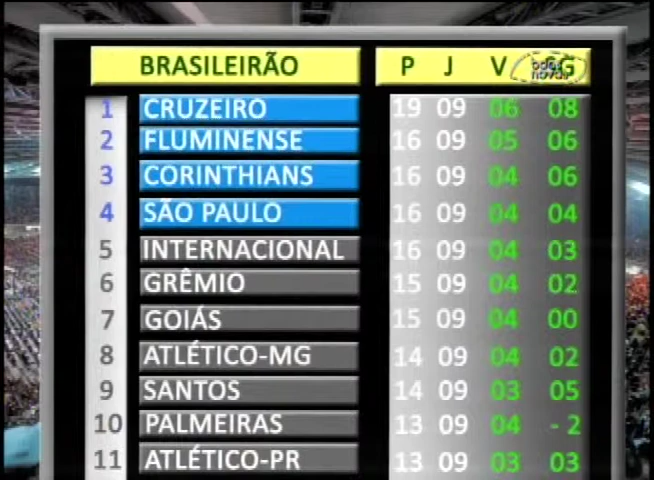 BRASILEIRÃO P J V SG
1 CRUZEIRO 19 09 06 08
2 FLUMINENSE 16 09 05 06
3 CORINTHIANS 16 09 04 06
4 SÃO PAULO 16 09 04 04
5 INTERNACIONAL 16 09 04 03
6 GRÊMIO 15 09 04 02
7 GOIÁS 15 09 04 00
8 ATLÉTICO-MG 14 09 04 02
9 SANTOS 14 09 03 05
10 PALMEIRAS 13 09 04 - 2
11 ATLÉTICO-PR 13 09 03 03